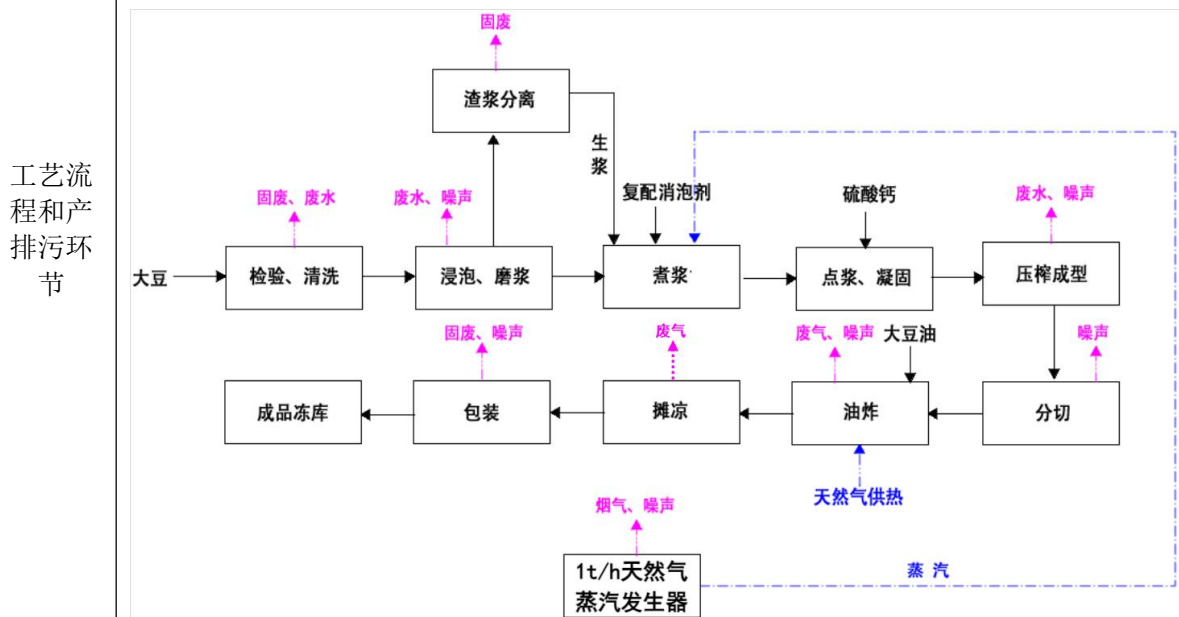 工艺流
程和产
排污环
节
固废
渣浆分离
生
浆
固废、废水
废水、噪声
复配消泡剂
硫酸钙
废水、噪声
大豆
检验、清洗
浸泡、磨浆
煮浆
点浆、凝固
压榨成型
固废、噪声
废气
废气、噪声
大豆油
噪声
成品冻库
包装
摊凉
油炸
分切
天然气供热
烟气、噪声
1t/h天然气
蒸汽发生器
蒸 汽